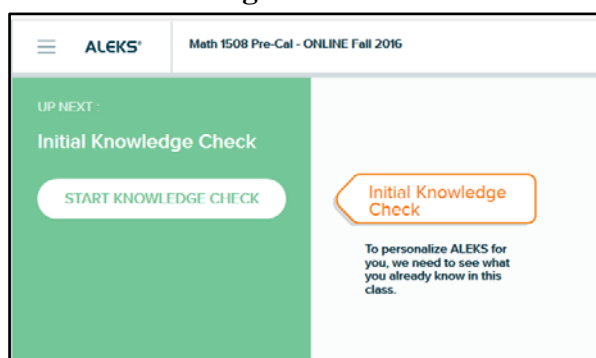 ALEKS®
Math 1508 Pre-Cal - ONLINE Fall 2016
UP NEXT :
Initial Knowledge Check
START KNOWLEDGE CHECK
Initial Knowledge
Check
To personalize ALEKS for
you, we need to see what
you already know in this
class.